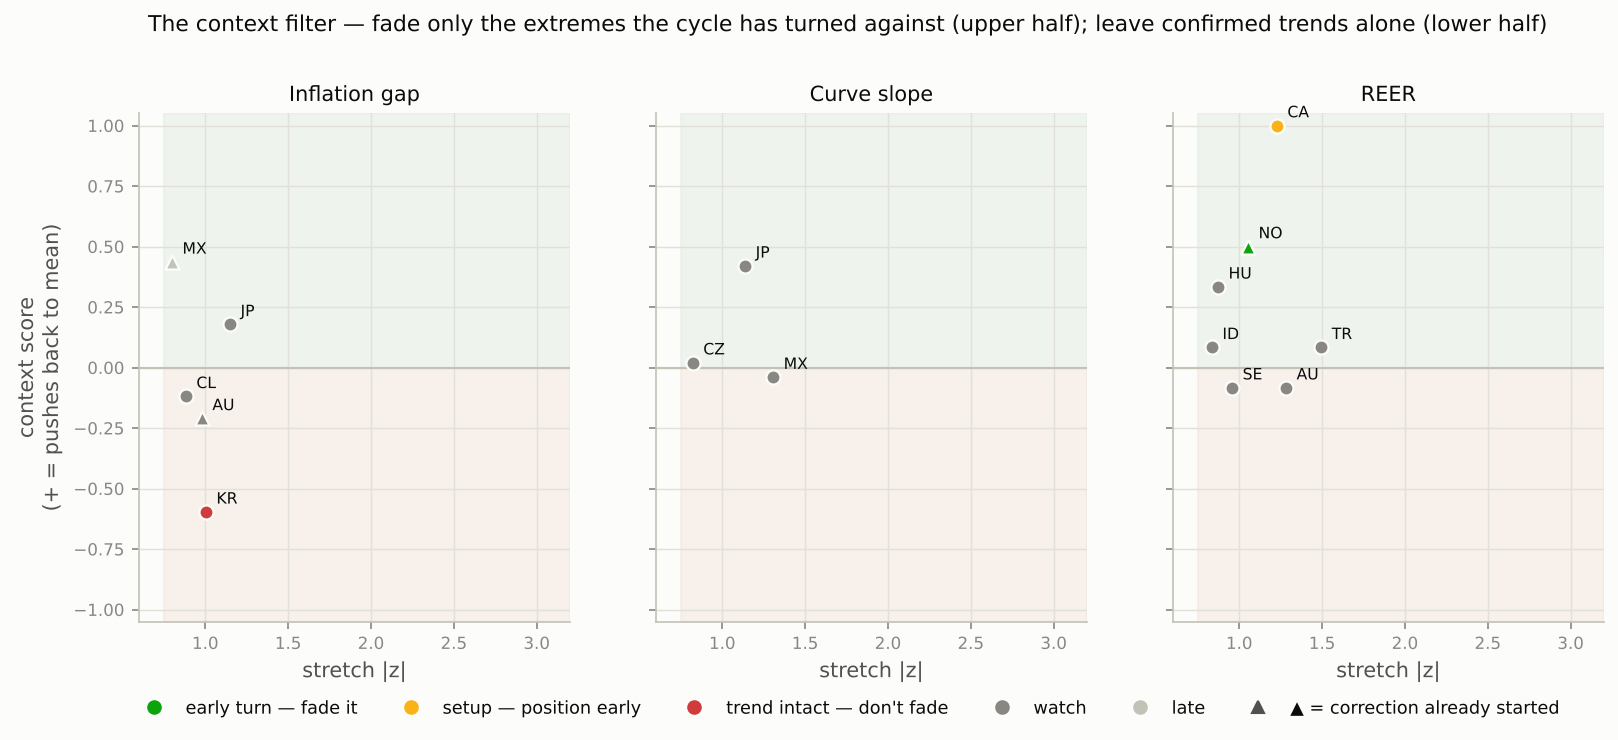 The context filter — fade only the extremes the cycle has turned against (upper half); leave confirmed trends alone (lower half)
Inflation gap
Curve slope
REER
context score
(+ = pushes back to mean)
1.00
0.75
0.50
0.25
0.00
−0.25
−0.50
−0.75
−1.00
MX
JP
CL
AU
KR
1.0 1.5 2.0 2.5 3.0
stretch |z|
JP
CZ
MX
1.0 1.5 2.0 2.5 3.0
stretch |z|
CA
NO
HU
ID
TR
SE
AU
1.0 1.5 2.0 2.5 3.0
stretch |z|
early turn — fade it
setup — position early
trend intact — don't fade
watch
late
▲ = correction already started